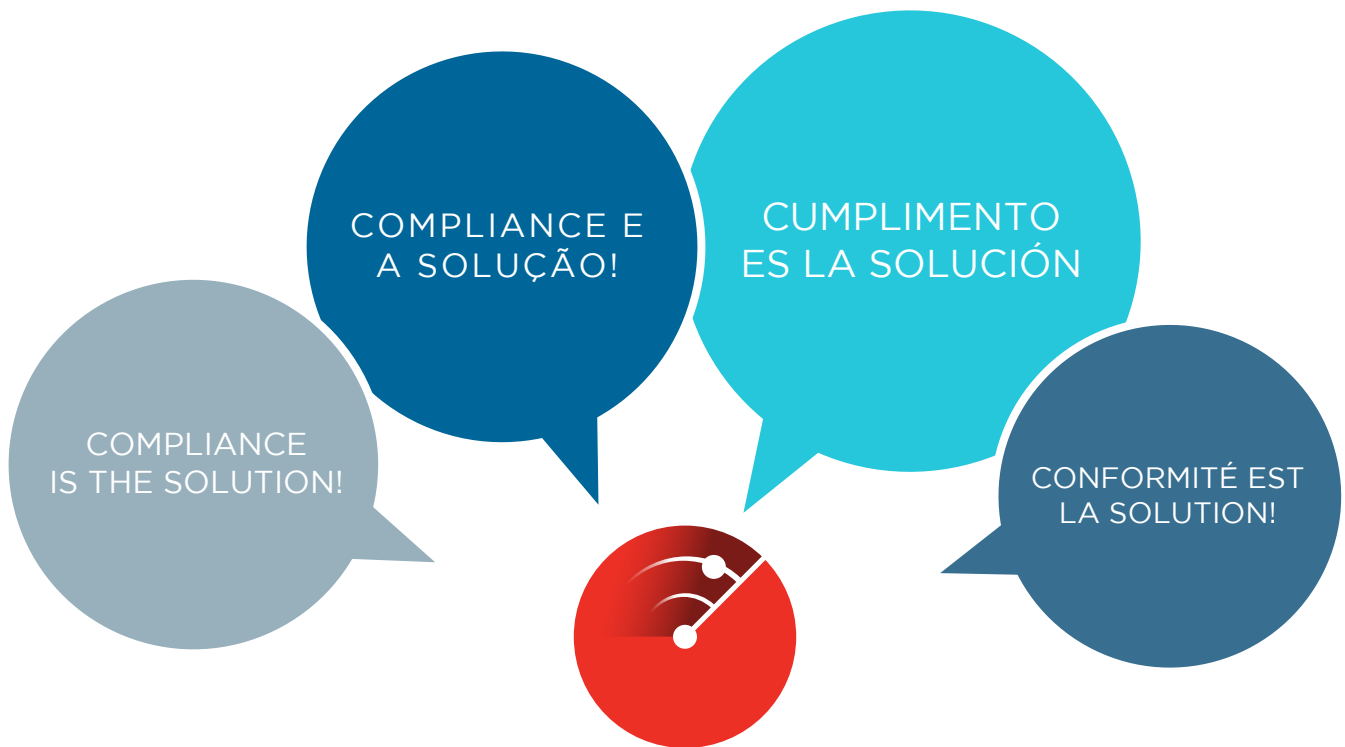 COMPLIANCE
IS THE SOLUTION!
COMPLIANCE E
A SOLUÇÃO!
CUMPLIMENTO
ES LA SOLUCIÓN
CONFORMITÉ EST
LA SOLUTION!